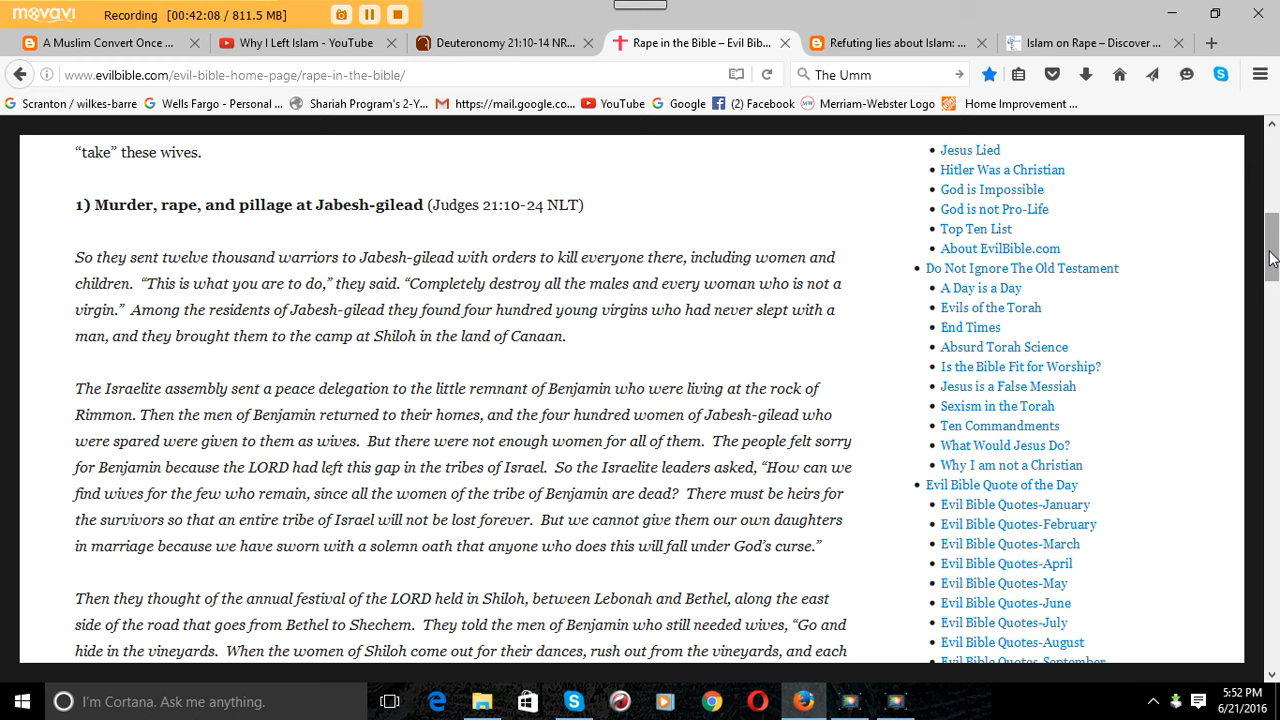 movavi
Recording [00:42:08 / 811.5 MB]
A Muslim Convert Once ...
Why I Left Islam - YouTube
Deuteronomy 21:10-14 NR...
Rape in the Bible – Evil Bib...
Refuting lies about Islam: ...
Islam on Rape – Discover ...
www.evilbible.com/evil-bible-home-page/rape-in-the-bible/
The Umm
Scranton / wilkes-barre
Wells Fargo - Personal ...
Shariah Program's 2-Y...
https://mail.google.co...
YouTube
Google
(2) Facebook
Merriam-Webster Logo
Home Improvement ...
“take” these wives.
1) Murder, rape, and pillage at Jabesh-gilead (Judges 21:10-24 NLT)
So they sent twelve thousand warriors to Jabesh-gilead with orders to kill everyone there, including women and
children. “This is what you are to do,” they said. “Completely destroy all the males and every woman who is not a
virgin.” Among the residents of Jabesh-gilead they found four hundred young virgins who had never slept with a
man, and they brought them to the camp at Shiloh in the land of Canaan.
The Israelite assembly sent a peace delegation to the little remnant of Benjamin who were living at the rock of
Rimmon. Then the men of Benjamin returned to their homes, and the four hundred women of Jabesh-gilead who
were spared were given to them as wives. But there were not enough women for all of them. The people felt sorry
for Benjamin because the LORD had left this gap in the tribes of Israel. So the Israelite leaders asked, “How can we
find wives for the few who remain, since all the women of the tribe of Benjamin are dead? There must be heirs for
the survivors so that an entire tribe of Israel will not be lost forever. But we cannot give them our own daughters
in marriage because we have sworn with a solemn oath that anyone who does this will fall under God’s curse.”
Then they thought of the annual festival of the LORD held in Shiloh, between Lebonah and Bethel, along the east
side of the road that goes from Bethel to Shechem. They told the men of Benjamin who still needed wives, “Go and
hide in the vineyards. When the women of Shiloh come out for their dances, rush out from the vineyards, and each
Jesus Lied
Hitler Was a Christian
God is Impossible
God is not Pro-Life
Top Ten List
About EvilBible.com
Do Not Ignore The Old Testament
A Day is a Day
Evils of the Torah
End Times
Absurd Torah Science
Is the Bible Fit for Worship?
Jesus is a False Messiah
Sexism in the Torah
Ten Commandments
What Would Jesus Do?
Why I am not a Christian
Evil Bible Quote of the Day
Evil Bible Quotes-January
Evil Bible Quotes-February
Evil Bible Quotes-March
Evil Bible Quotes-April
Evil Bible Quotes-May
Evil Bible Quotes-June
Evil Bible Quotes-July
Evil Bible Quotes-August
Evil Bible Quotes-September
I'm Cortana. Ask me anything.
5:52 PM
6/21/2016